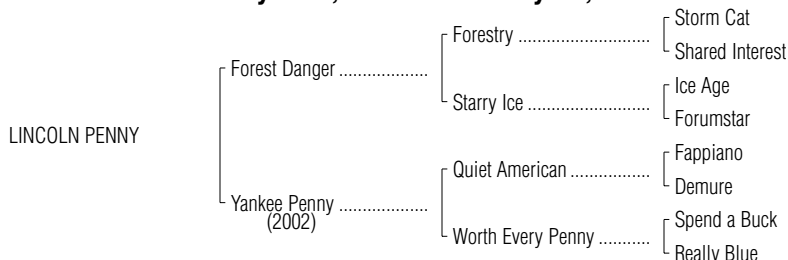 Storm Cat
Forestry ............................
Shared Interest
Forest Danger ...................
Ice Age
Starry Ice ..........................
Forumstar
LINCOLN PENNY
Fappiano
Quiet American .................
Demure
Yankee Penny ...................
(2002)
Spend a Buck
Worth Every Penny ...........
Really Blue